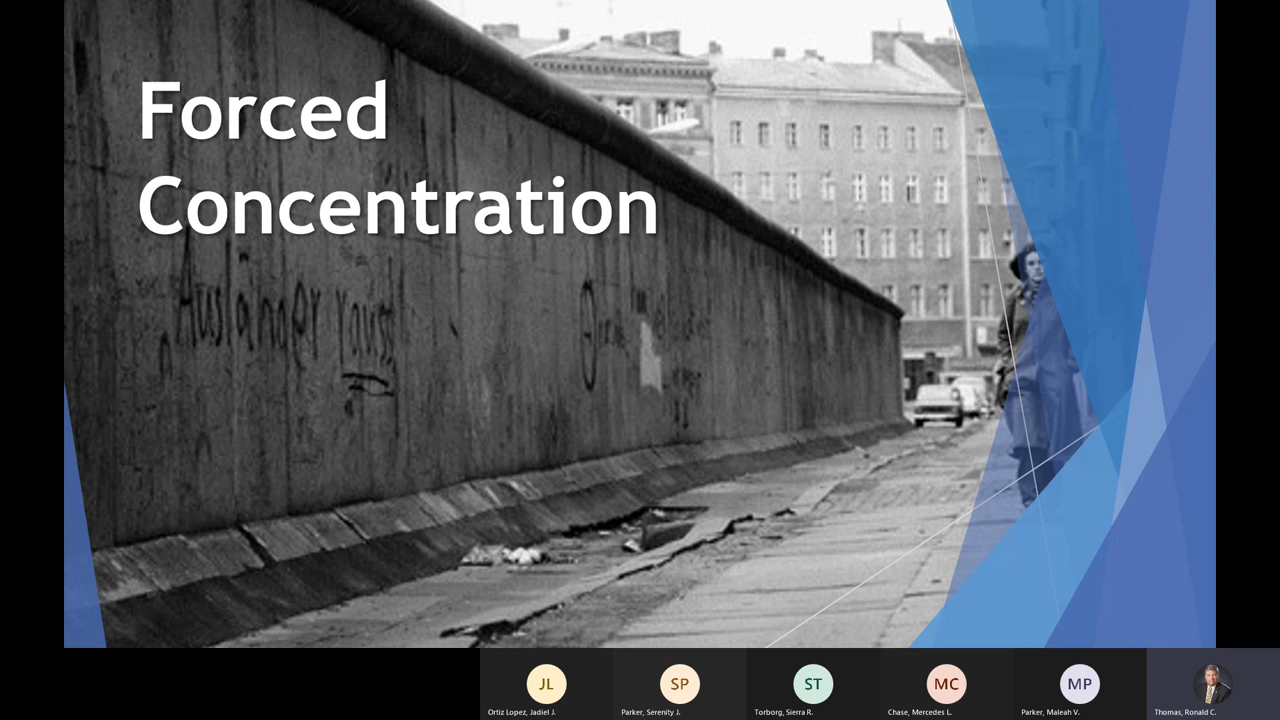 Forced
Concentration
Ausländer raus!
JL
SP
ST
MC
MP
Ortiz Lopez, Jadiel J.
Parker, Serenity J.
Torborg, Sierra R.
Chase, Mercedes L.
Parker, Maleah V.
Thomas, Ronald C.